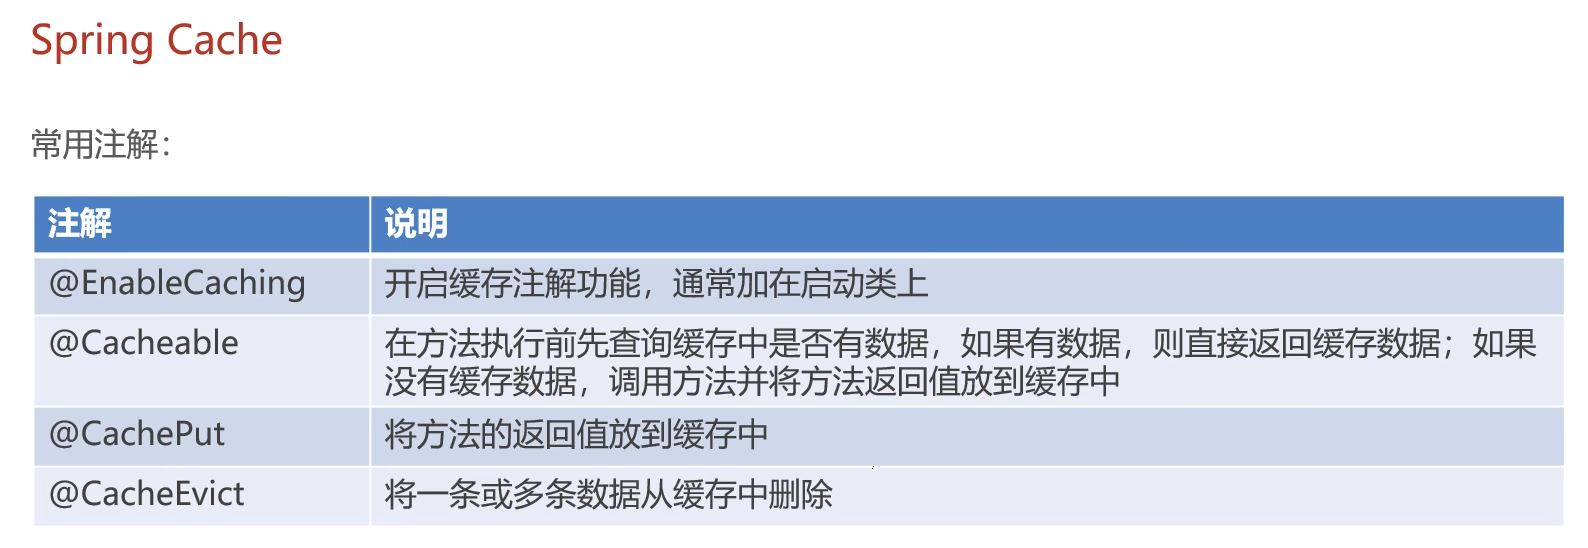 Spring Cache
常用注解：
注解 说明
@EnableCaching 开启缓存注解功能，通常加在启动类上
@Cacheable 在方法执行前先查询缓存中是否有数据，如果有数据，则直接返回缓存数据；如果
没有缓存数据，调用方法并将方法返回值放到缓存中
@CachePut 将方法的返回值放到缓存中
@CacheEvict 将一条或多条数据从缓存中删除